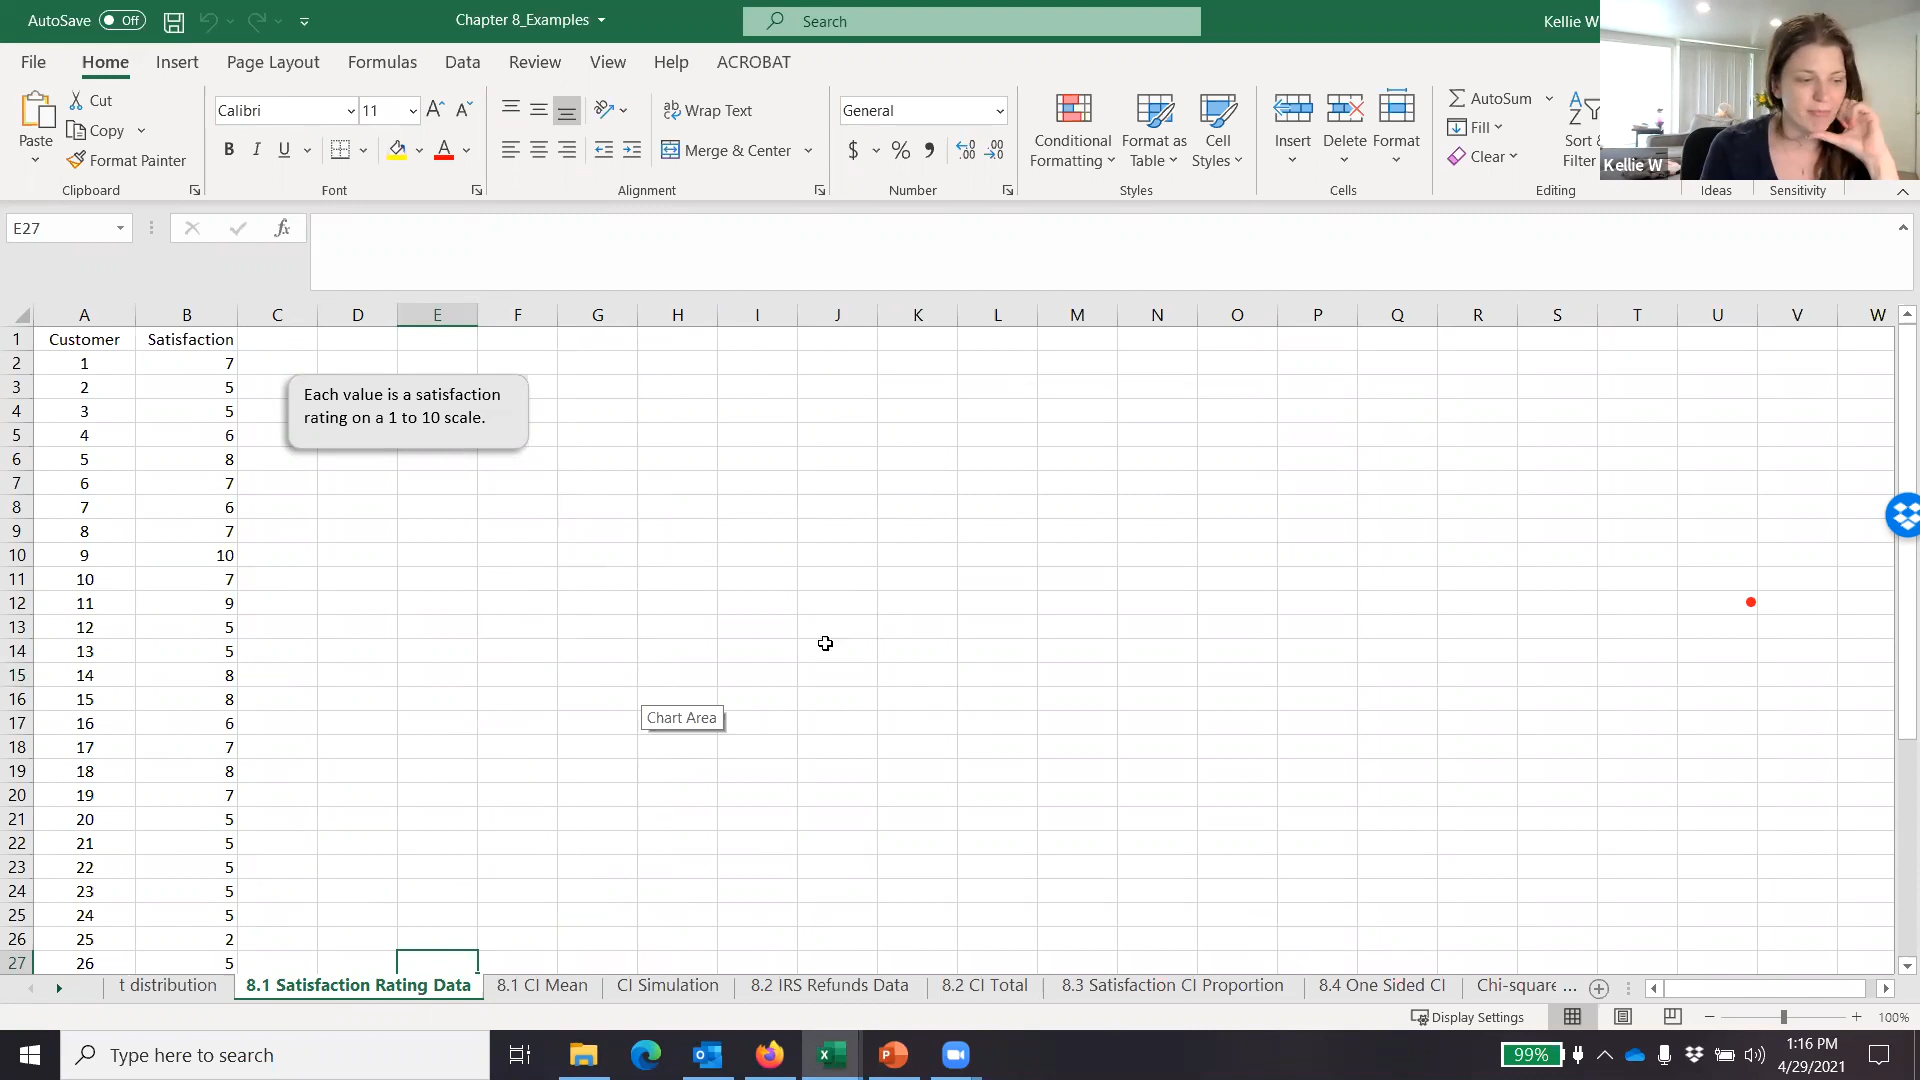 AutoSave Off Chapter 8_Examples Search Kellie W
File Home Insert Page Layout Formulas Data Review View Help ACROBAT
Paste
Cut
Copy
Format Painter
Clipboard
Calibri 11
B I U
Font
Wrap Text
Merge & Center
Alignment
General
$ % 9
Number
Conditional Formatting
Format as Table
Cell Styles
Styles
Insert Delete Format
Cells
AutoSum
Fill
Clear
Sort &
Filter
Editing
Ideas
Sensitivity
Kellie W
E27 fx
A B C D E F G H I J K L M N O P Q R S T U V W
1 Customer Satisfaction
2 1 7
3 2 5
4 3 5
5 4 6
6 5 8
7 6 7
8 7 6
9 8 7
10 9 10
11 10 7
12 11 9
13 12 5
14 13 5
15 14 8
16 15 8
17 16 6
18 17 7
19 18 8
20 19 7
21 20 5
22 21 5
23 22 5
24 23 5
25 24 5
26 25 2
27 26 5
Each value is a satisfaction
rating on a 1 to 10 scale.
Chart Area
t distribution 8.1 Satisfaction Rating Data 8.1 CI Mean CI Simulation 8.2 IRS Refunds Data 8.2 CI Total 8.3 Satisfaction CI Proportion 8.4 One Sided CI Chi-square ...
Display Settings 100%
Type here to search
99%
1:16 PM
4/29/2021